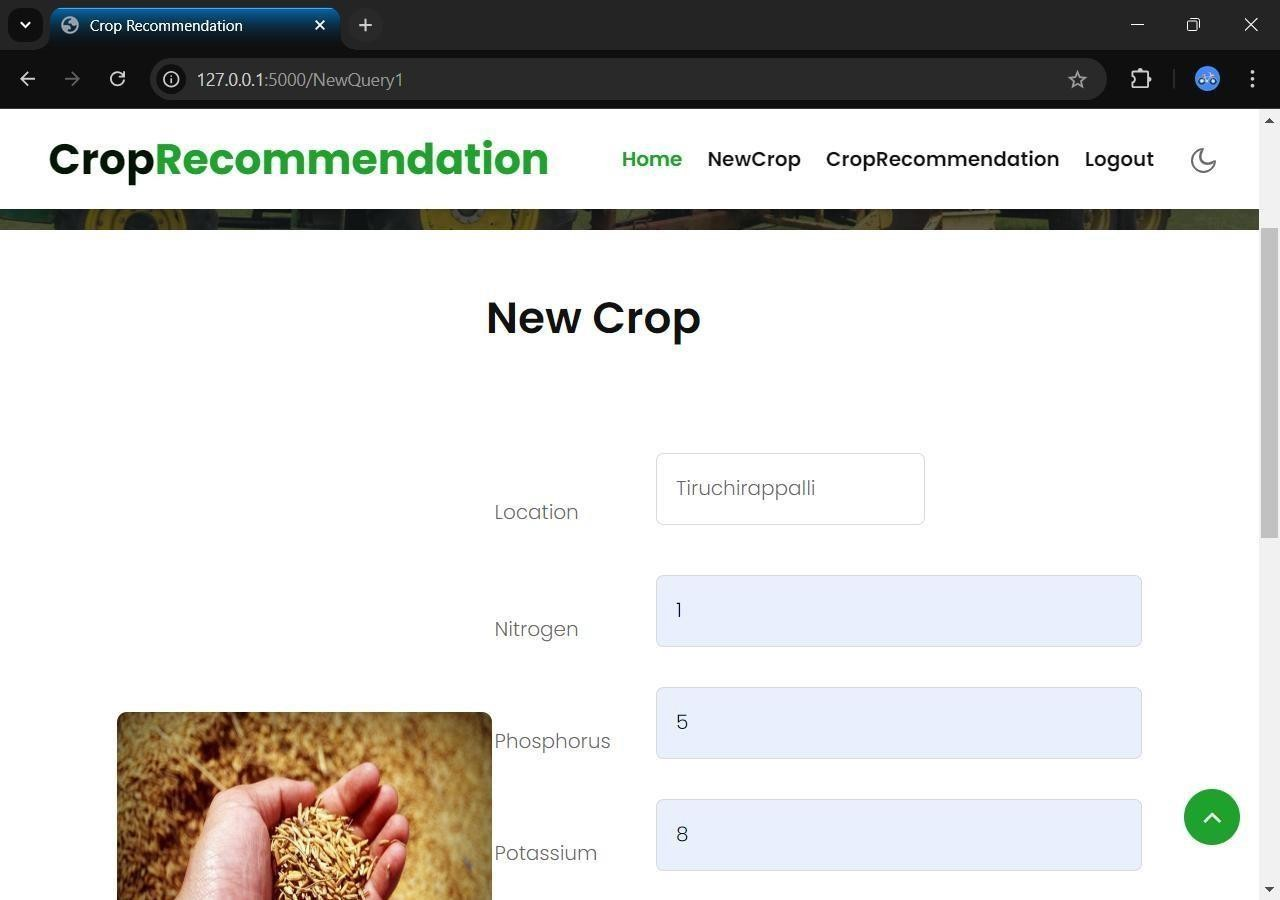 Crop Recommendation
127.0.0.1:5000/NewQuery1
CropRecommendation Home NewCrop CropRecommendation Logout
New Crop
Location Tiruchirappalli
Nitrogen 1
Phosphorus 5
Potassium 8